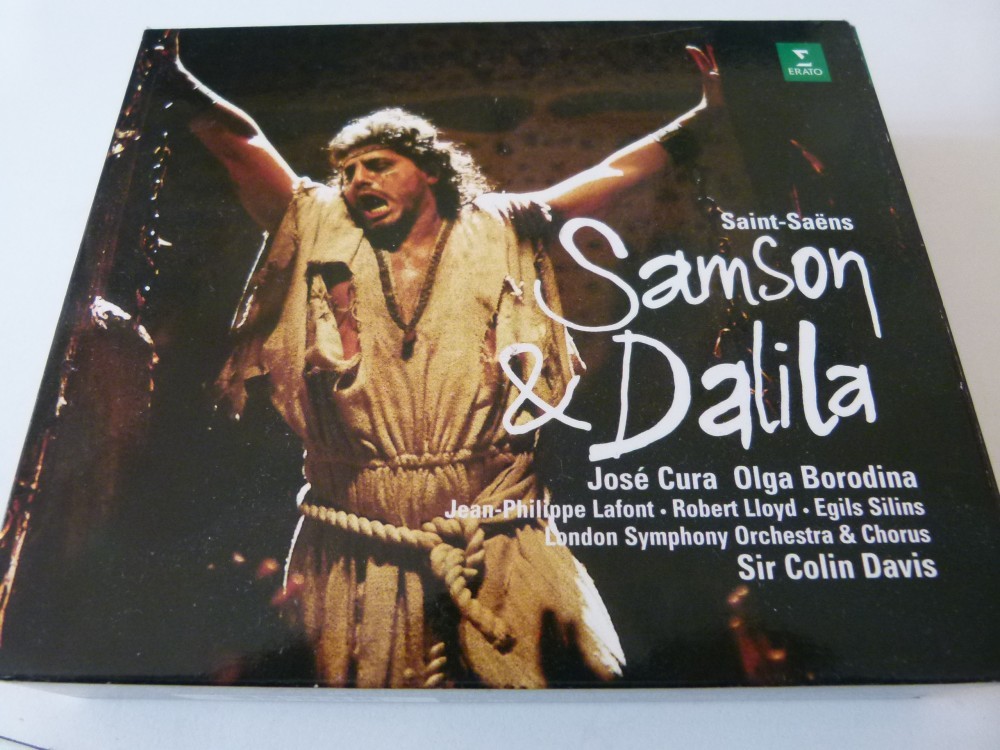 ERATO
Saint-Saëns
Samson
& Dalila
José Cura Olga Borodina
Jean-Philippe Lafont • Robert Lloyd • Egils Silins
London Symphony Orchestra & Chorus
Sir Colin Davis